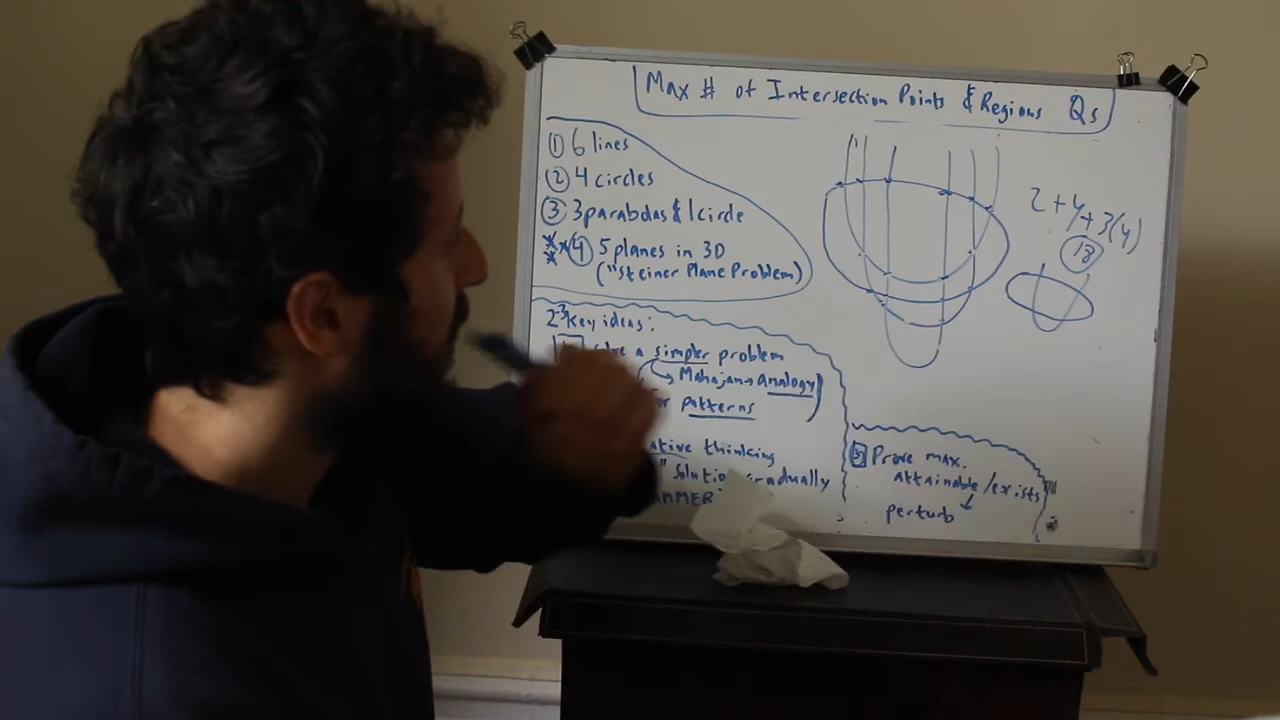 Max # of Intersection Points & Regions Qs
① 6 lines
② 4 circles
③ 3 parabolas & 1 circle
④ 5 planes in 3D
("Steiner Plane Problem)
2-3 key ideas:
a simpler problem
→ Mahajan → Analogy
patterns
thinking
gradually
2 + 4 + 3(4)
18
Prove max.
attainable/exists
perturb